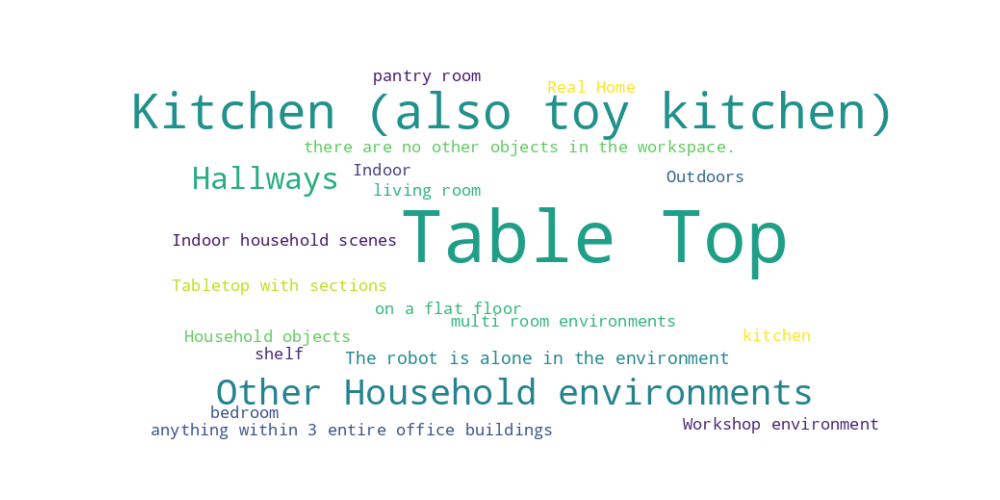 pantry room
Real Home
Kitchen (also toy kitchen)
there are no other objects in the workspace.
Hallways
Indoor
Outdoors
living room
Table Top
Indoor household scenes
Tabletop with sections
on a flat floor
multi room environments
Household objects
kitchen
shelf
The robot is alone in the environment
Other Household environments
bedroom
Workshop environment
anything within 3 entire office buildings